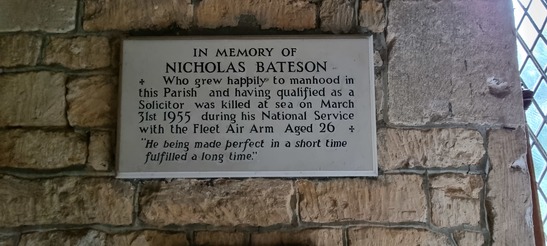 IN MEMORY OF
NICHOLAS BATESON
+ Who grew happily to manhood in
this Parish and having qualified as a
Solicitor was killed at sea on March
31st 1955 during his National Service
with the Fleet Air Arm Aged 26 +
"He being made perfect in a short time
fulfilled a long time."